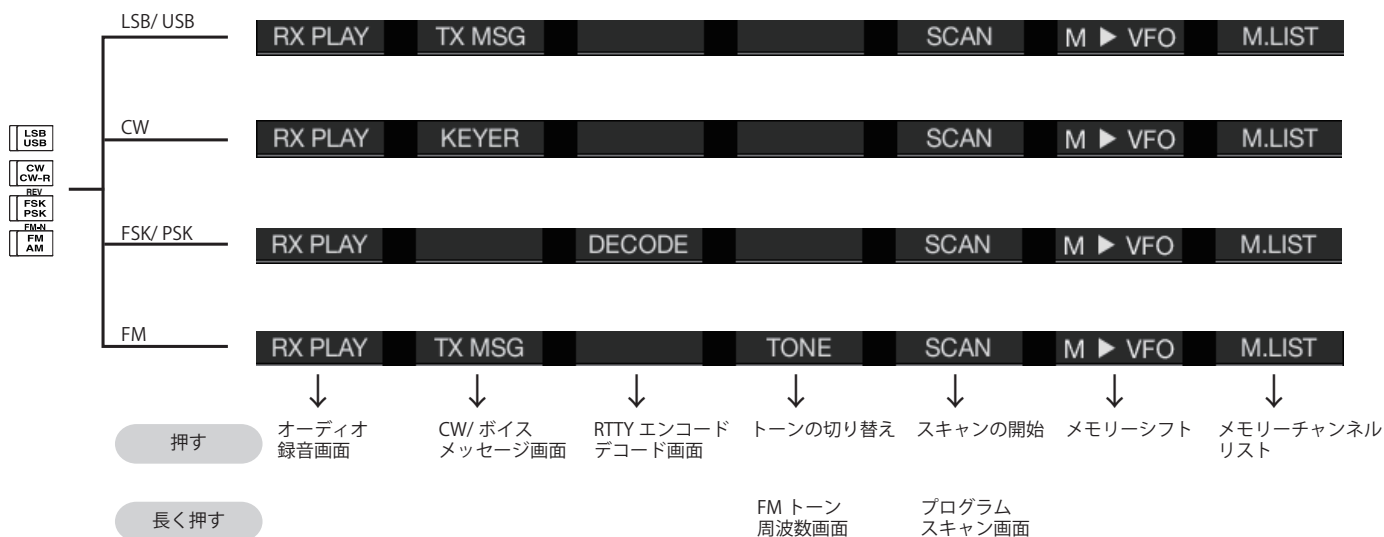 LSB/ USB
RX PLAY TX MSG SCAN M ▶ VFO M.LIST
CW
RX PLAY KEYER SCAN M ▶ VFO M.LIST
LSB
USB
CW
CW-R
REV
FSK
PSK
FM-N
FM
AM
FSK/ PSK
RX PLAY DECODE SCAN M ▶ VFO M.LIST
FM
RX PLAY TX MSG TONE SCAN M ▶ VFO M.LIST
↓ ↓ ↓ ↓ ↓ ↓ ↓
押す
オーディオ
録音画面
CW/ ボイス
メッセージ画面
RTTY エンコード
デコード画面
トーンの切り替え
スキャンの開始
メモリーシフト
メモリーチャンネル
リスト
長く押す
FM トーン
周波数画面
プログラム
スキャン画面